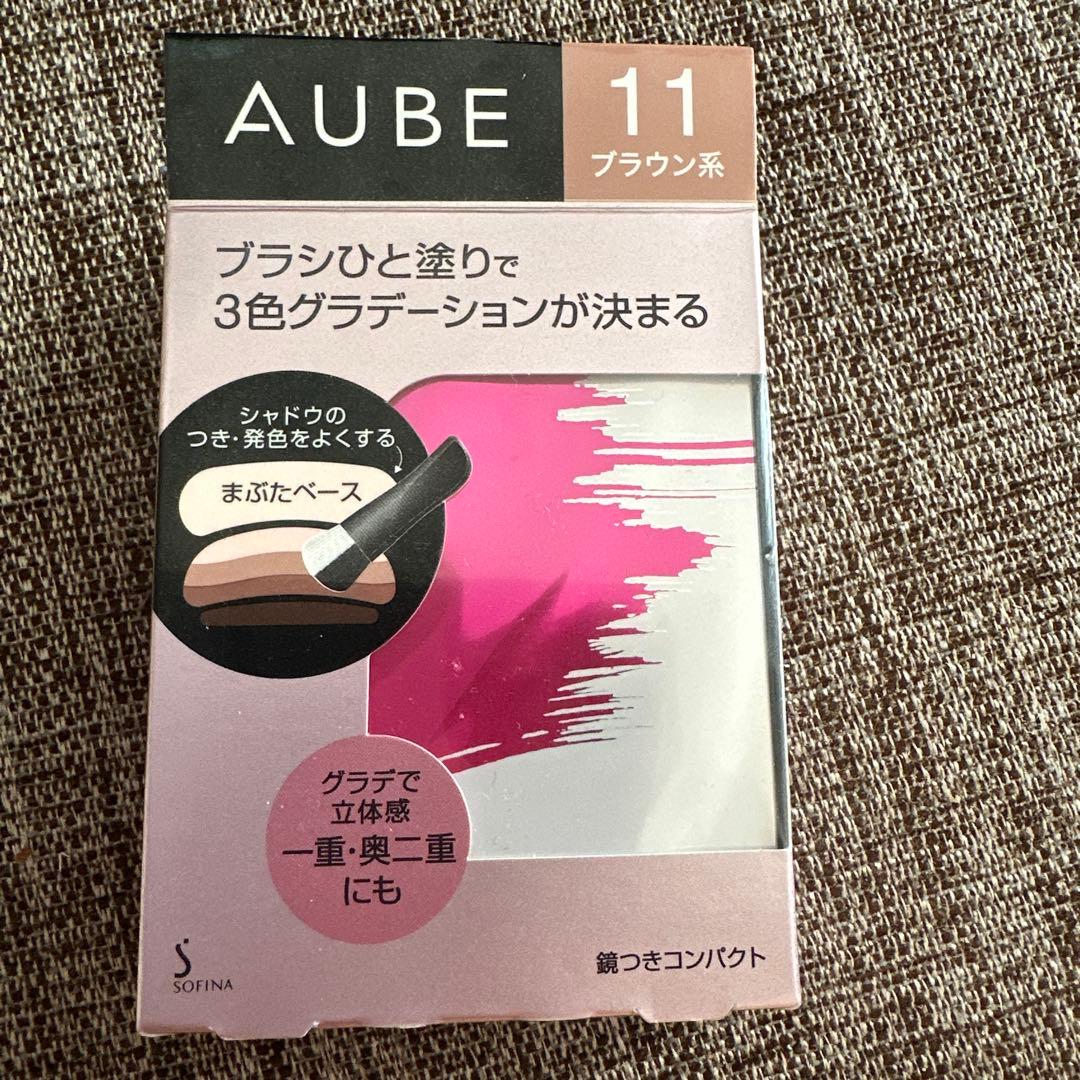 AUBE
11
ブラウン系
ブラシひと塗りで
3色グラデーションが決まる
シャドウの
つき・発色をよくする
まぶたベース
グラデで
立体感
一重・奥二重
にも
SOFINA
鏡つきコンパクト